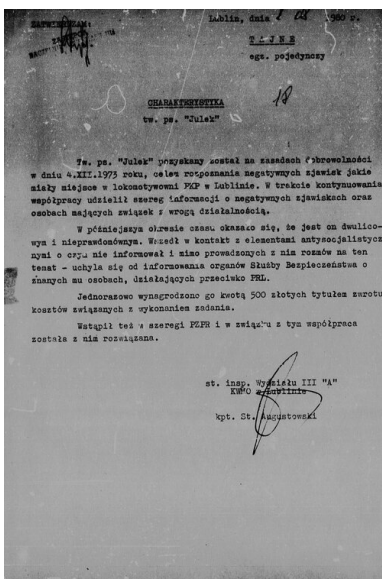 ZATWIERDZAM:
Lublin, dnia 08 1980 r.
T A J N E
egz. pojedynczy
18
CHARAKTERYSTYKA
tw. ps. "Julek"
Tw. ps. "Julek" pozyskany został na zasadach dobrowolności
w dniu 4.XII.1973 roku, celem rozpoznania negatywnych zjawisk jakie
miały miejsce w lokomotywowni PKP w Lublinie. W trakcie kontynuowania
współpracy udzielił szereg informacji o negatywnych zjawiskach oraz
osobach mających związek z wrogą działalnością.
W późniejszym okresie czasu okazało się, że jest on dwulico-
wym i nieprawdomównym. Wszedł w kontakt z elementami antysocjalistycz
nymi o czym nie informował i mimo prowadzonych z nim rozmów na ten
temat - uchyla się od informowania organów Służby Bezpieczeństwa o
znanych mu osobach, działających przeciwko PRL.
Jednorazowo wynagrodzono go kwotą 500 złotych tytułem zwrotu
kosztów związanych z wykonaniem zadania.
Wstąpił też w szeregi PZPR i w związku z tym współpraca
została z nim rozwiązana.
st. insp. Wydziału III "A"
KWMO w Lublinie
kpt. St. Augustowski